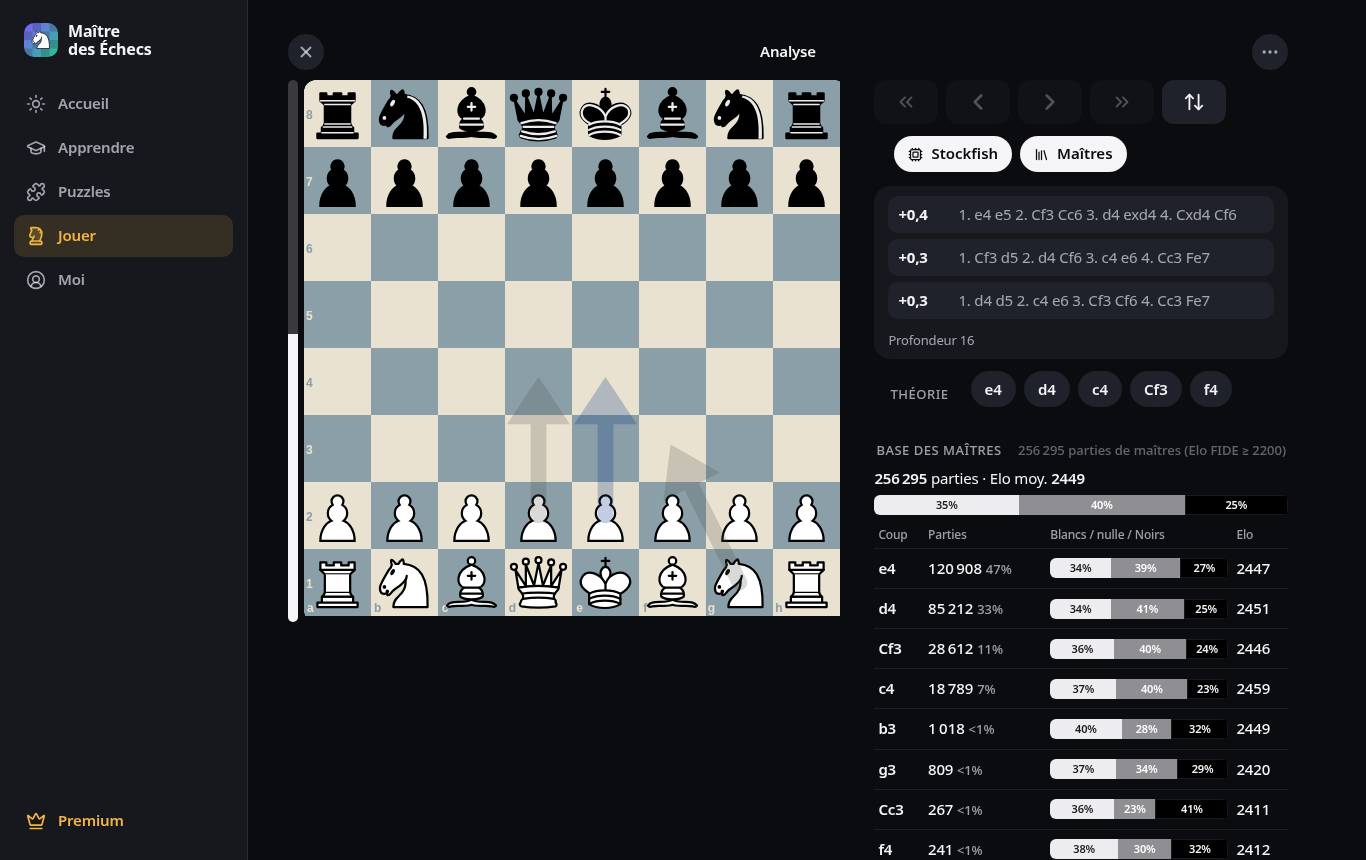 Maître
des Échecs
Accueil
Apprendre
Puzzles
Jouer
Moi
Premium
Analyse
8
7
6
5
4
3
2
1
a b c d e f g h
Stockfish Maîtres
+0,4 1. e4 e5 2. Cf3 Cc6 3. d4 exd4 4. Cxd4 Cf6
+0,3 1. Cf3 d5 2. d4 Cf6 3. c4 e6 4. Cc3 Fe7
+0,3 1. d4 d5 2. c4 e6 3. Cf3 Cf6 4. Cc3 Fe7
Profondeur 16
THÉORIE e4 d4 c4 Cf3 f4
BASE DES MAÎTRES 256 295 parties de maîtres (Elo FIDE ≥ 2200)
256 295 parties · Elo moy. 2449
35% 40% 25%
Coup Parties Blancs / nulle / Noirs Elo
e4 120 908 47% 34% 39% 27% 2447
d4 85 212 33% 34% 41% 25% 2451
Cf3 28 612 11% 36% 40% 24% 2446
c4 18 789 7% 37% 40% 23% 2459
b3 1 018 <1% 40% 28% 32% 2449
g3 809 <1% 37% 34% 29% 2420
Cc3 267 <1% 36% 23% 41% 2411
f4 241 <1% 38% 30% 32% 2412